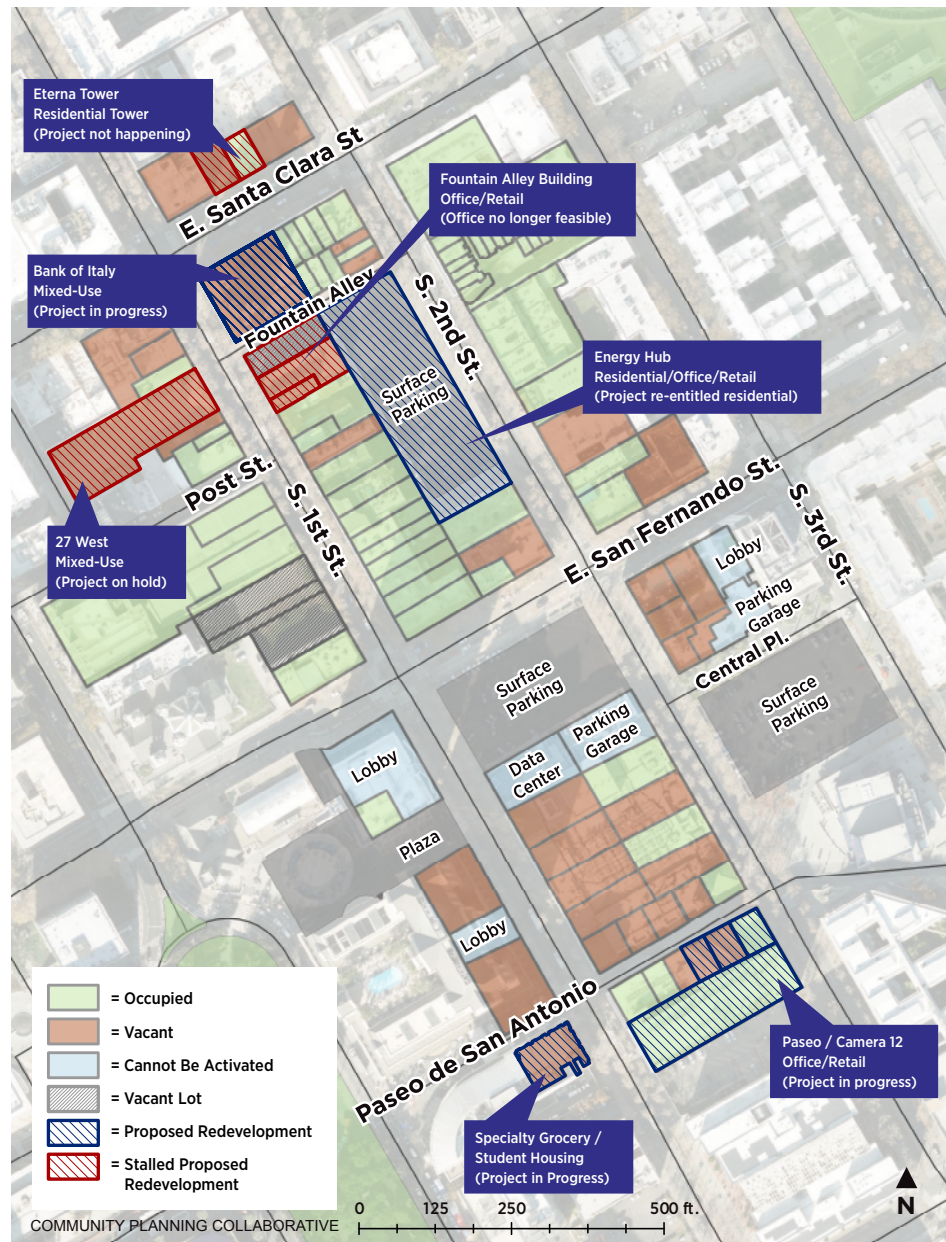 Eterna Tower
Residential Tower
(Project not happening)
E. Santa Clara St
Fountain Alley Building
Office/Retail
(Office no longer feasible)
Bank of Italy
Mixed-Use
(Project in progress)
Fountain Alley
S. 2nd St.
Energy Hub
Residential/Office/Retail
(Project re-entitled residential)
Surface
Parking
Post St.
S. 1st St.
E. San Fernando St.
S. 3rd St.
27 West
Mixed-Use
(Project on hold)
Lobby
Parking
Garage
Central Pl.
Surface
Parking
Surface
Parking
Parking
Garage
Data
Center
Lobby
Plaza
Lobby
Paseo de San Antonio
Paseo / Camera 12
Office/Retail
(Project in progress)
Specialty Grocery /
Student Housing
(Project in Progress)
= Occupied
= Vacant
= Cannot Be Activated
= Vacant Lot
= Proposed Redevelopment
= Stalled Proposed
Redevelopment
COMMUNITY PLANNING COLLABORATIVE
0 125 250 500 ft.
N